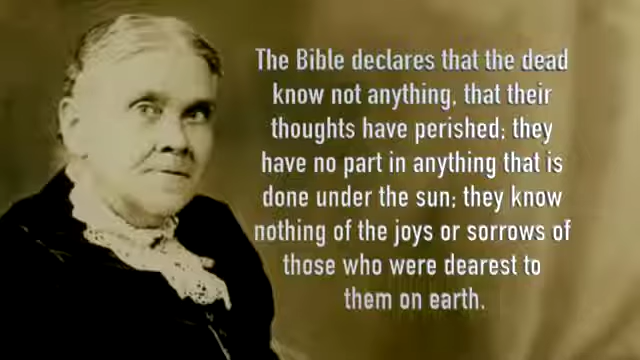 The Bible declares that the dead
know not anything, that their
thoughts have perished; they
have no part in anything that is
done under the sun; they know
nothing of the joys or sorrows of
those who were dearest to
them on earth.